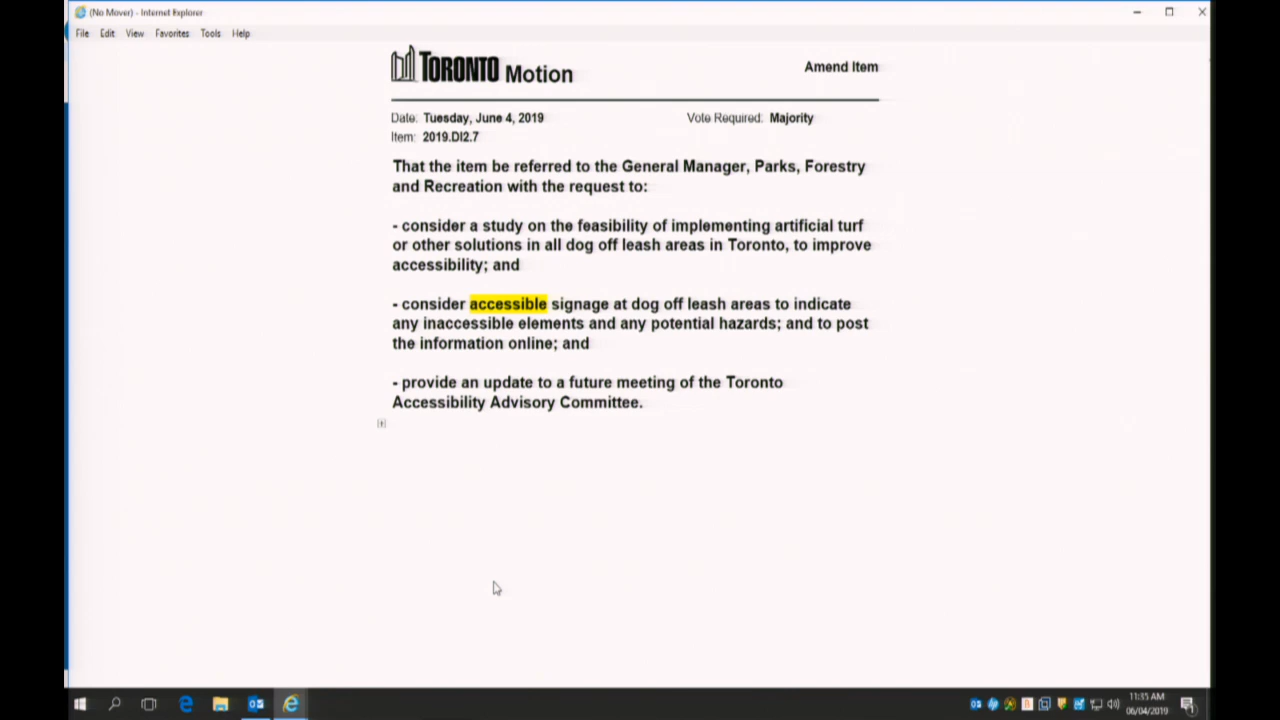 (No Mover) - Internet Explorer
File Edit View Favorites Tools Help
TORONTO Motion
Amend Item
Date: Tuesday, June 4, 2019
Vote Required: Majority
Item: 2019.DI2.7
That the item be referred to the General Manager, Parks, Forestry
and Recreation with the request to:
- consider a study on the feasibility of implementing artificial turf
or other solutions in all dog off leash areas in Toronto, to improve
accessibility; and
- consider accessible signage at dog off leash areas to indicate
any inaccessible elements and any potential hazards; and to post
the information online; and
- provide an update to a future meeting of the Toronto
Accessibility Advisory Committee.
11:35 AM
06/04/2019